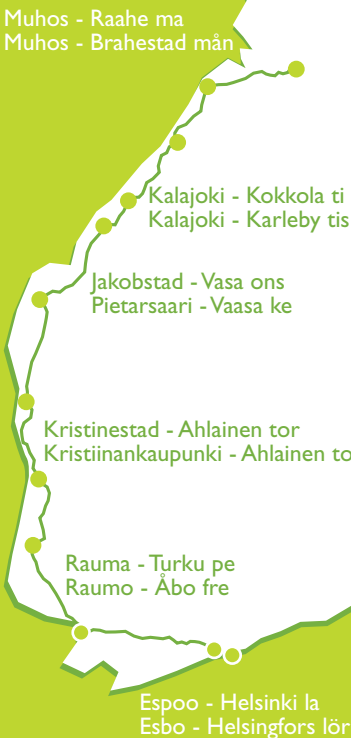 Muhos - Raahe ma
Muhos - Brahestad mån
Kalajoki - Kokkola ti
Kalajoki - Karleby tis
Jakobstad - Vasa ons
Pietarsaari - Vaasa ke
Kristinestad - Ahlainen tor
Kristiinankaupunki - Ahlainen to
Rauma - Turku pe
Raumo - Åbo fre
Espoo - Helsinki la
Esbo - Helsingfors lör